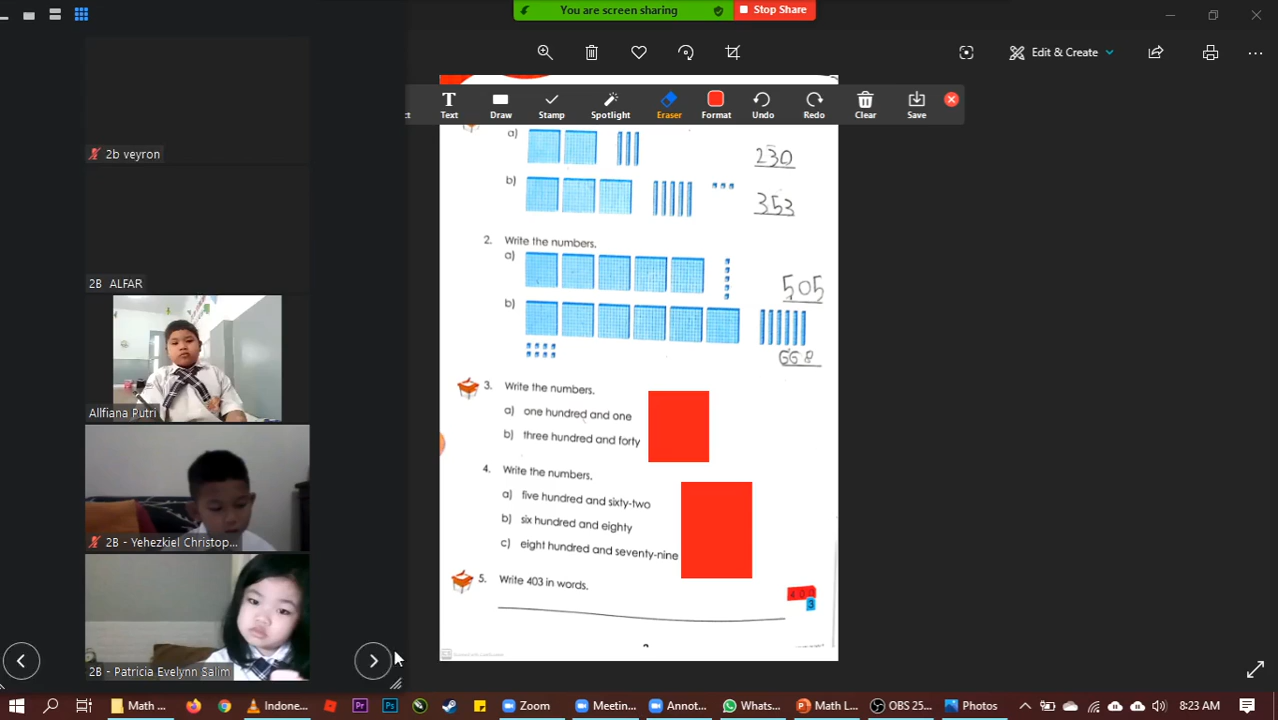 You are screen sharing
Stop Share
Edit & Create
Text
Draw
Stamp
Spotlight
Eraser
Format
Undo
Redo
Clear
Save
2b veyron
2B ALFAR
Allfiana Putri
2B - Yehezkiel Christop...
2B - Patricia Evelynn Salim
a)
230
b)
353
2. Write the numbers.
a)
505
b)
668
3. Write the numbers.
a) one hundred and one
b) three hundred and forty
4. Write the numbers.
a) five hundred and sixty-two
b) six hundred and eighty
c) eight hundred and seventy-nine
5. Write 403 in words.
400
3
Math ...
Indone...
Zoom
Meetin...
Annot...
Whats...
Math L...
OBS 25...
Photos
8:23 AM